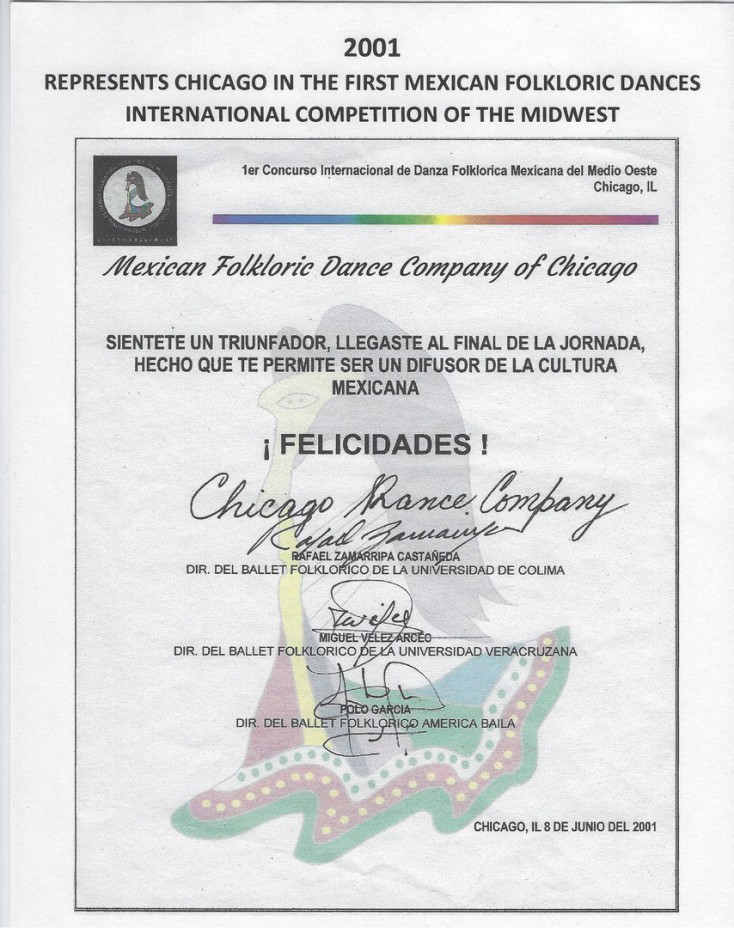 2001
REPRESENTS CHICAGO IN THE FIRST MEXICAN FOLKLORIC DANCES
INTERNATIONAL COMPETITION OF THE MIDWEST
1er Concurso Internacional de Danza Folklorica Mexicana del Medio Oeste
Chicago, IL
Mexican Folkloric Dance Company of Chicago
SIENTETE UN TRIUNFADOR, LLEGASTE AL FINAL DE LA JORNADA,
HECHO QUE TE PERMITE SER UN DIFUSOR DE LA CULTURA
MEXICANA
¡ FELICIDADES !
Chicago Dance Company
RAFAEL ZAMARRIPA CASTAÑEDA
DIR. DEL BALLET FOLKLORICO DE LA UNIVERSIDAD DE COLIMA
MIGUEL VELEZ ARCEO
DIR. DEL BALLET FOLKLORICO DE LA UNIVERSIDAD VERACRUZANA
POLO GARCIA
DIR. DEL BALLET FOLKLORICO AMERICA BAILA
CHICAGO, IL 8 DE JUNIO DEL 2001